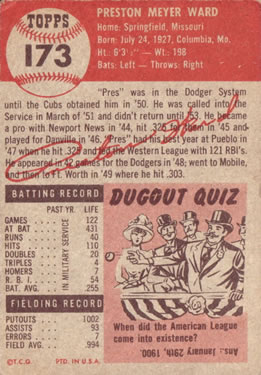 TOPPS
173
PRESTON MEYER WARD
Home: Springfield, Missouri
Born: July 24, 1927, Columbia, Mo.
Ht.: 6'3" — Wt.: 198
Bats: Left - Throws: Right
"Pres" was in the Dodger System
until the Cubs obtained him in '50. He was called into
the Service in March of '51 and didn't return until '53. He
became a pro with Newport News in '44, hit .325 for them in '45
and played for Danville in '46. "Pres" had his best year at Pueblo in
'47 when he hit .325 and led the Western League with 121 RBI's.
He appeared in 42 games for the Dodgers in '48; went to Mobile,
and then to Ft. Worth in '49 where he hit .303.
BATTING RECORD
PAST YR. LIFE
GAMES 122
AT BAT 431
RUNS 40
HITS 110
DOUBLES 20
TRIPLES 4
HOMERS 7
R. B. I. 54
BATTING AV. .255
IN MILITARY SERVICE
FIELDING RECORD
PUTOUTS 1002
ASSISTS 93
ERRORS 7
FIELD AV. .994
IN MILITARY SERVICE
©T.C.G. PTD. IN U.S.A.
DUGOUT QUIZ
When did the American League
come into existence?
Ans.: January 29th, 1900.